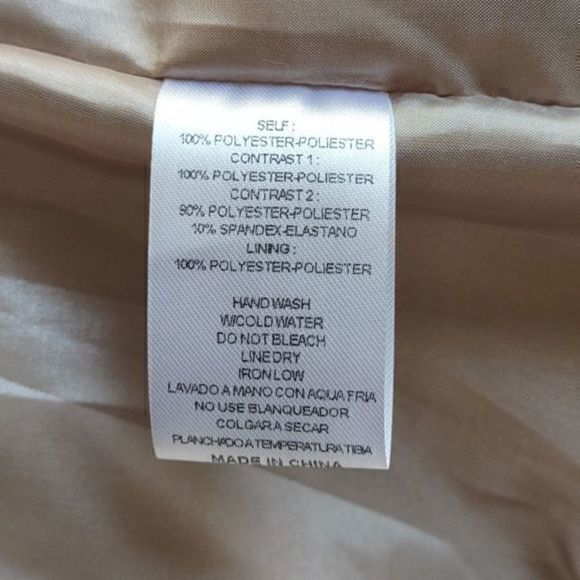 SELF:
100% POLYESTER-POLIESTER
CONTRAST 1:
100% POLYESTER-POLIESTER
CONTRAST 2:
90% POLYESTER-POLIESTER
10% SPANDEX-ELASTANO
LINING:
100% POLYESTER-POLIESTER
HAND WASH
W/COLD WATER
DO NOT BLEACH
LINE DRY
IRON LOW
LAVADO A MANO CON AQUA FRIA
NO USE BLANQUEADOR
COLGAR A SECAR
PLANCHADO A TEMPERATURA TIBIA
MADE IN CHINA